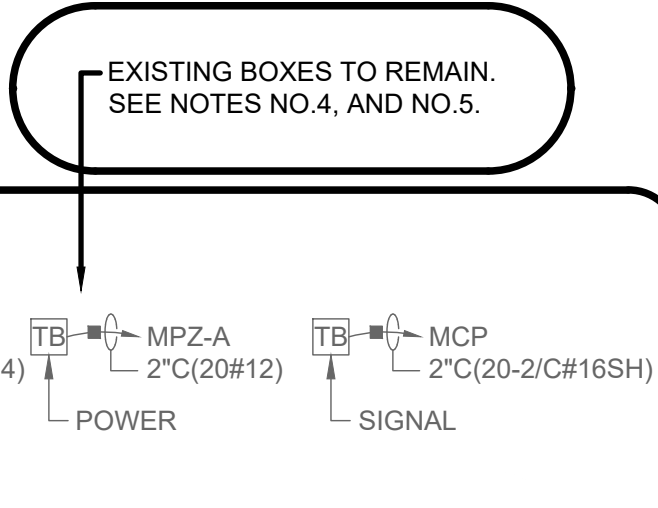 EXISTING BOXES TO REMAIN.
SEE NOTES NO.4, AND NO.5.
TB MPZ-A
4) 2"C(20#12)
POWER
TB MCP
2"C(20-2/C#16SH)
SIGNAL